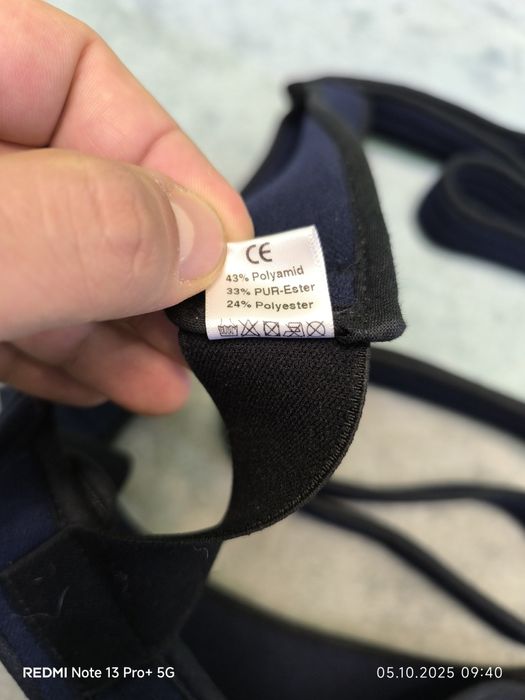 CE
43% Polyamid
33% PUR-Ester
24% Polyester
REDMI Note 13 Pro+ 5G
05.10.2025 09:40